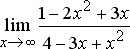 lim x→∞ (1 − 2x² + 3x)/(4 − 3x + x²)